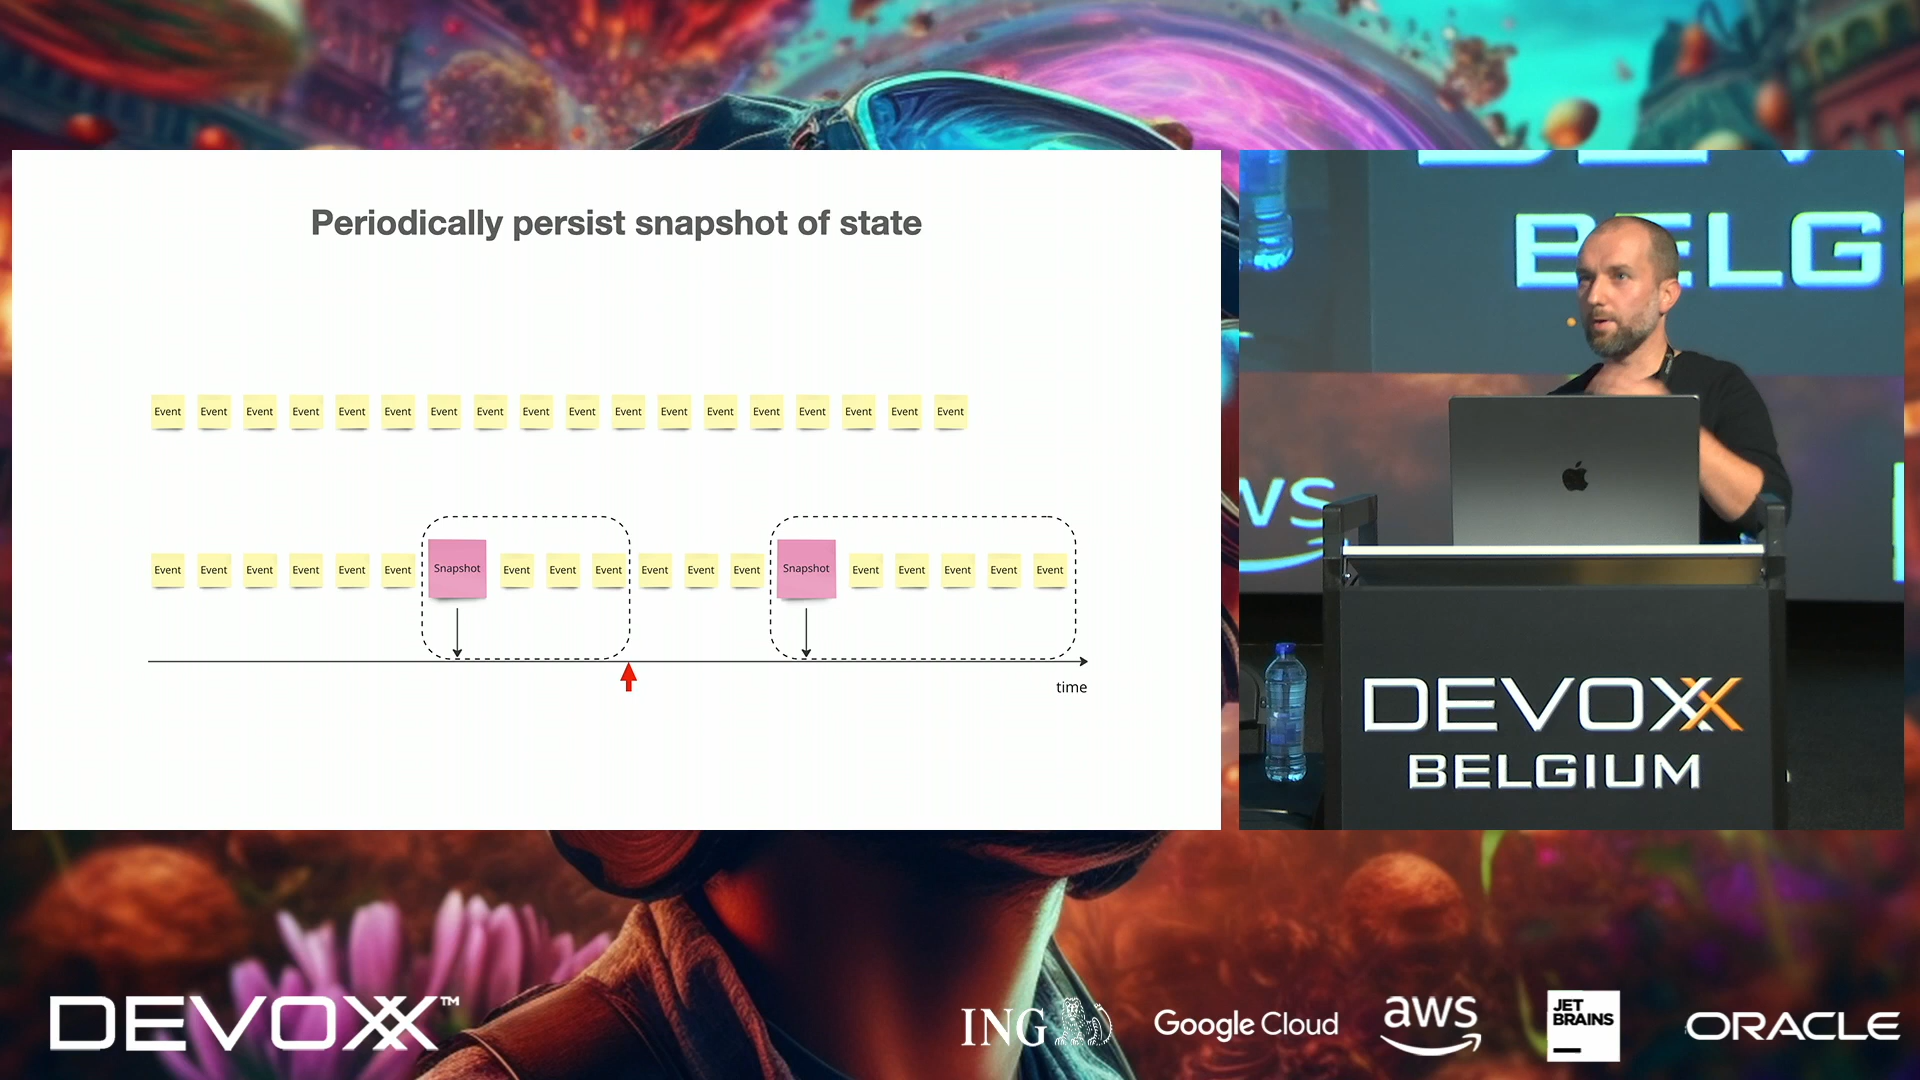 Periodically persist snapshot of state
Event Event Event Event Event Event Event Event Event Event Event Event Event Event Event Event Event Event
Event Event Event Event Event Event Snapshot Event Event Event Event Event Event Snapshot Event Event Event Event Event
time
BELG
aws
DEVOXX
BELGIUM
DEVOXX™
ING
Google Cloud
aws
JET
BRAINS
ORACLE